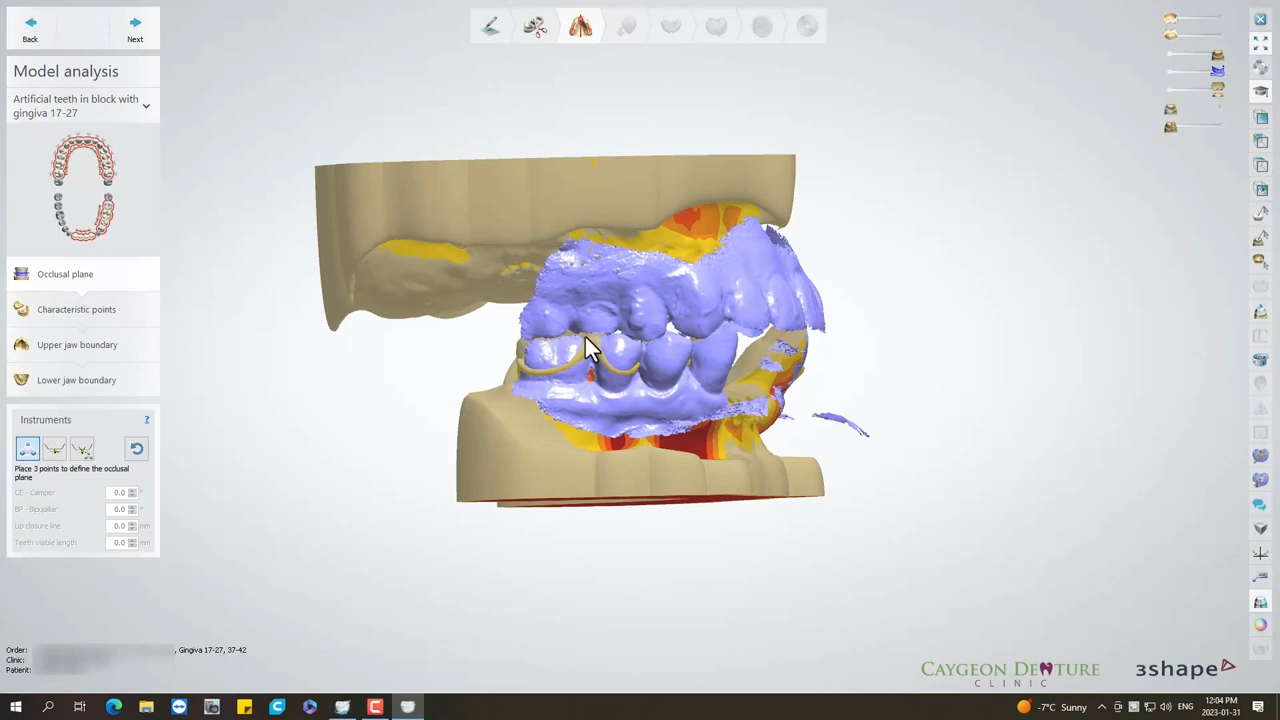 Back
Next
Model analysis
Artificial teeth in block with
gingiva 17-27
Occlusal plane
Characteristic points
Upper jaw boundary
Lower jaw boundary
Instruments
?
Place 3 points to define the occlusal
plane
CE - Camper 0.0 °
BP - Bipupillar 0.0 °
Lip closure line 0.0 mm
Teeth visible length 0.0 mm
Order: , Gingiva 17-27, 37-42
Clinic:
Patient:
CAYGEON DENTURE
CLINIC
3shape
-7°C Sunny
ENG
12:04 PM
2023-01-31